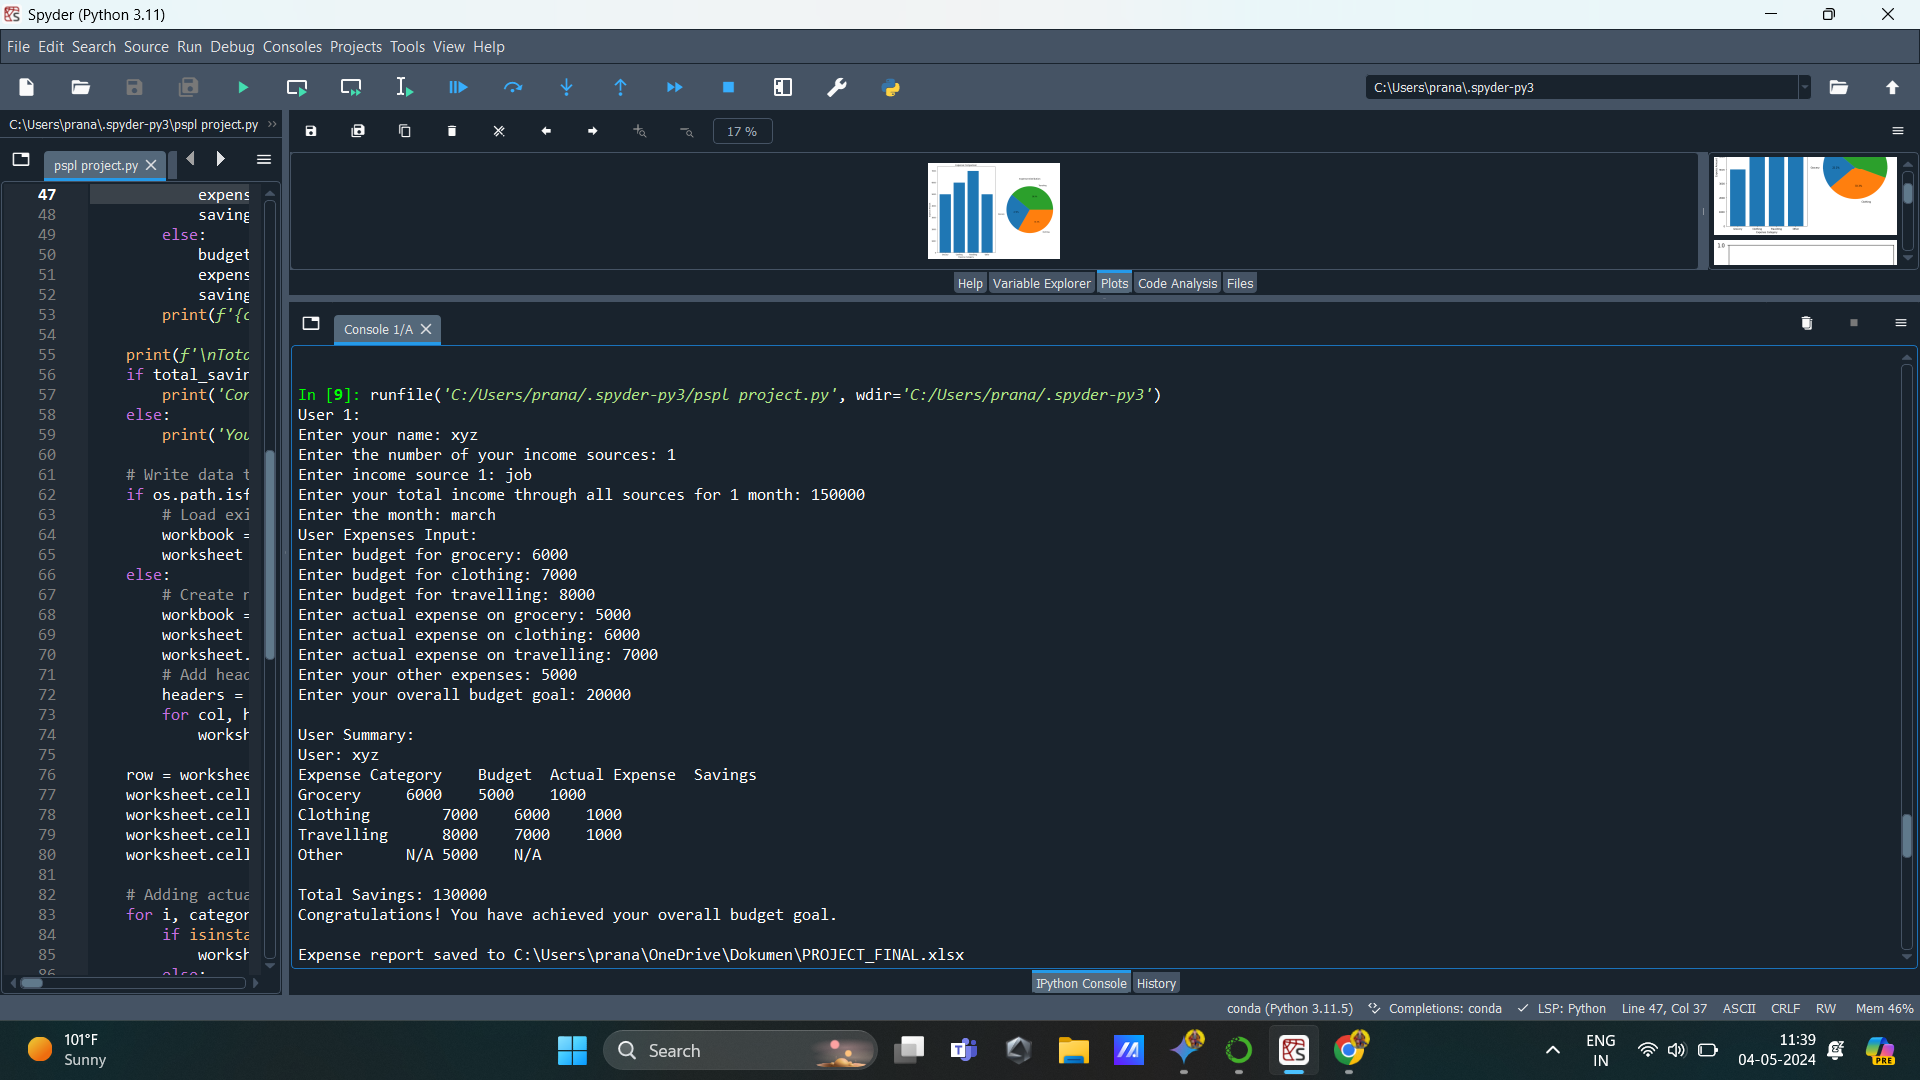 Spyder (Python 3.11)
File Edit Search Source Run Debug Consoles Projects Tools View Help
C:\Users\prana\.spyder-py3
C:\Users\prana\.spyder-py3\pspl project.py
17 %
pspl project.py
47 expens
48 saving
49 else:
50 budget
51 expens
52 saving
53 print(f'{c
54
55 print(f'\nTota
56 if total_savin
57 print('Con
58 else:
59 print('You
60
61 # Write data t
62 if os.path.isf
63 # Load exi
64 workbook =
65 worksheet
66 else:
67 # Create n
68 workbook =
69 worksheet
70 worksheet.
71 # Add head
72 headers =
73 for col, h
74 worksh
75
76 row = workshee
77 worksheet.cell
78 worksheet.cell
79 worksheet.cell
80 worksheet.cell
81
82 # Adding actua
83 for i, categor
84 if isinsta
85 worksh
86 else:
Help Variable Explorer Plots Code Analysis Files
Console 1/A
In [9]: runfile('C:/Users/prana/.spyder-py3/pspl project.py', wdir='C:/Users/prana/.spyder-py3')
User 1:
Enter your name: xyz
Enter the number of your income sources: 1
Enter income source 1: job
Enter your total income through all sources for 1 month: 150000
Enter the month: march
User Expenses Input:
Enter budget for grocery: 6000
Enter budget for clothing: 7000
Enter budget for travelling: 8000
Enter actual expense on grocery: 5000
Enter actual expense on clothing: 6000
Enter actual expense on travelling: 7000
Enter your other expenses: 5000
Enter your overall budget goal: 20000
User Summary:
User: xyz
Expense Category Budget Actual Expense Savings
Grocery 6000 5000 1000
Clothing 7000 6000 1000
Travelling 8000 7000 1000
Other N/A 5000 N/A
Total Savings: 130000
Congratulations! You have achieved your overall budget goal.
Expense report saved to C:\Users\prana\OneDrive\Dokumen\PROJECT_FINAL.xlsx
IPython Console History
conda (Python 3.11.5) Completions: conda LSP: Python Line 47, Col 37 ASCII CRLF RW Mem 46%
101°F
Sunny
Search
ENG
IN
11:39
04-05-2024
PRE